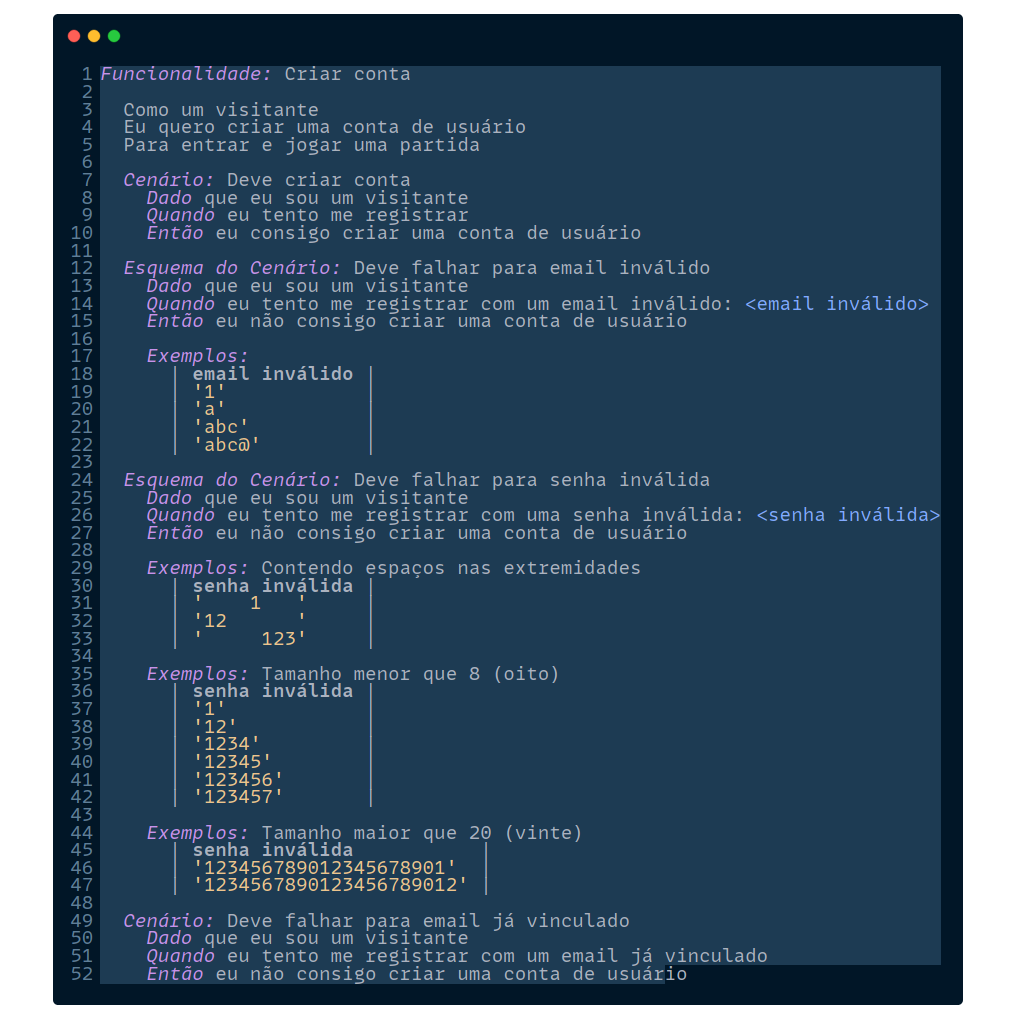 1 Funcionalidade: Criar conta
2
3 Como um visitante
4 Eu quero criar uma conta de usuário
5 Para entrar e jogar uma partida
6
7 Cenário: Deve criar conta
8 Dado que eu sou um visitante
9 Quando eu tento me registrar
10 Então eu consigo criar uma conta de usuário
11
12 Esquema do Cenário: Deve falhar para email inválido
13 Dado que eu sou um visitante
14 Quando eu tento me registrar com um email inválido: <email inválido>
15 Então eu não consigo criar uma conta de usuário
16
17 Exemplos:
18 | email inválido |
19 | '1' |
20 | 'a' |
21 | 'abc' |
22 | 'abc@' |
23
24 Esquema do Cenário: Deve falhar para senha inválida
25 Dado que eu sou um visitante
26 Quando eu tento me registrar com uma senha inválida: <senha inválida>
27 Então eu não consigo criar uma conta de usuário
28
29 Exemplos: Contendo espaços nas extremidades
30 | senha inválida |
31 | '    1   ' |
32 | '12      ' |
33 | '     123' |
34
35 Exemplos: Tamanho menor que 8 (oito)
36 | senha inválida |
37 | '1' |
38 | '12' |
39 | '1234' |
40 | '12345' |
41 | '123456' |
42 | '123457' |
43
44 Exemplos: Tamanho maior que 20 (vinte)
45 | senha inválida |
46 | '123456789012345678901' |
47 | '1234567890123456789012' |
48
49 Cenário: Deve falhar para email já vinculado
50 Dado que eu sou um visitante
51 Quando eu tento me registrar com um email já vinculado
52 Então eu não consigo criar uma conta de usuário